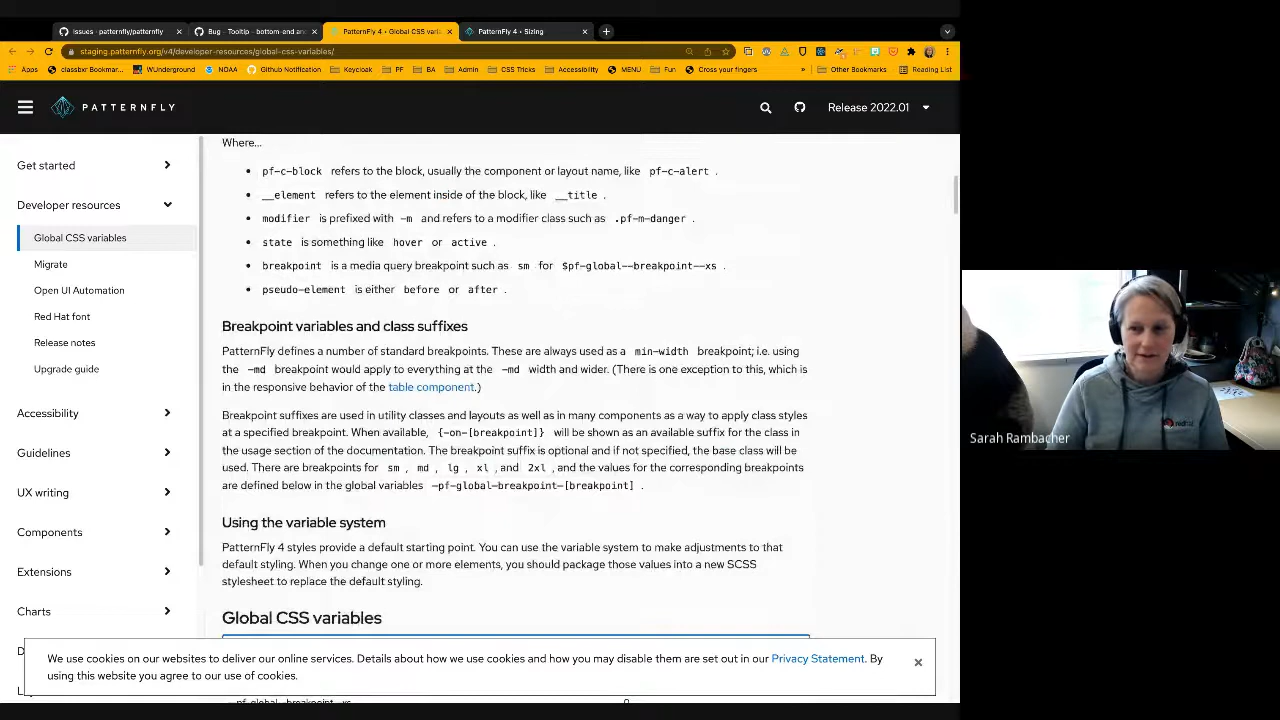 Issues · patternfly/patternfly
Bug - Tooltip - bottom-end an
PatternFly 4 • Global CSS vari
PatternFly 4 • Sizing
staging.patternfly.org/v4/developer-resources/global-css-variables/
Apps
classbxr Bookmar...
WUnderground
NOAA
Github Notification
Keycloak
PF
BA
Admin
CSS Tricks
Accessibility
MENU
Fun
Cross your fingers
»
Other Bookmarks
Reading List
PATTERNFLY
Release 2022.01
Get started
Developer resources
Global CSS variables
Migrate
Open UI Automation
Red Hat font
Release notes
Upgrade guide
Accessibility
Guidelines
UX writing
Components
Extensions
Charts
Where...
• pf-c-block refers to the block, usually the component or layout name, like pf-c-alert .
• __element refers to the element inside of the block, like __title .
• modifier is prefixed with -m and refers to a modifier class such as .pf-m-danger .
• state is something like hover or active .
• breakpoint is a media query breakpoint such as sm for $pf-global--breakpoint--xs .
• pseudo-element is either before or after .
Breakpoint variables and class suffixes
PatternFly defines a number of standard breakpoints. These are always used as a min-width breakpoint; i.e. using
the -md breakpoint would apply to everything at the -md width and wider. (There is one exception to this, which is
in the responsive behavior of the table component.)
Breakpoint suffixes are used in utility classes and layouts as well as in many components as a way to apply class styles
at a specified breakpoint. When available, {-on-[breakpoint]} will be shown as an available suffix for the class in
the usage section of the documentation. The breakpoint suffix is optional and if not specified, the base class will be
used. There are breakpoints for sm , md , lg , xl , and 2xl , and the values for the corresponding breakpoints
are defined below in the global variables -pf-global-breakpoint-[breakpoint] .
Using the variable system
PatternFly 4 styles provide a default starting point. You can use the variable system to make adjustments to that
default styling. When you change one or more elements, you should package those values into a new SCSS
stylesheet to replace the default styling.
Global CSS variables
We use cookies on our websites to deliver our online services. Details about how we use cookies and how you may disable them are set out in our Privacy Statement. By
using this website you agree to our use of cookies.
--pf-global--breakpoint--xs
0
Sarah Rambacher
redhat